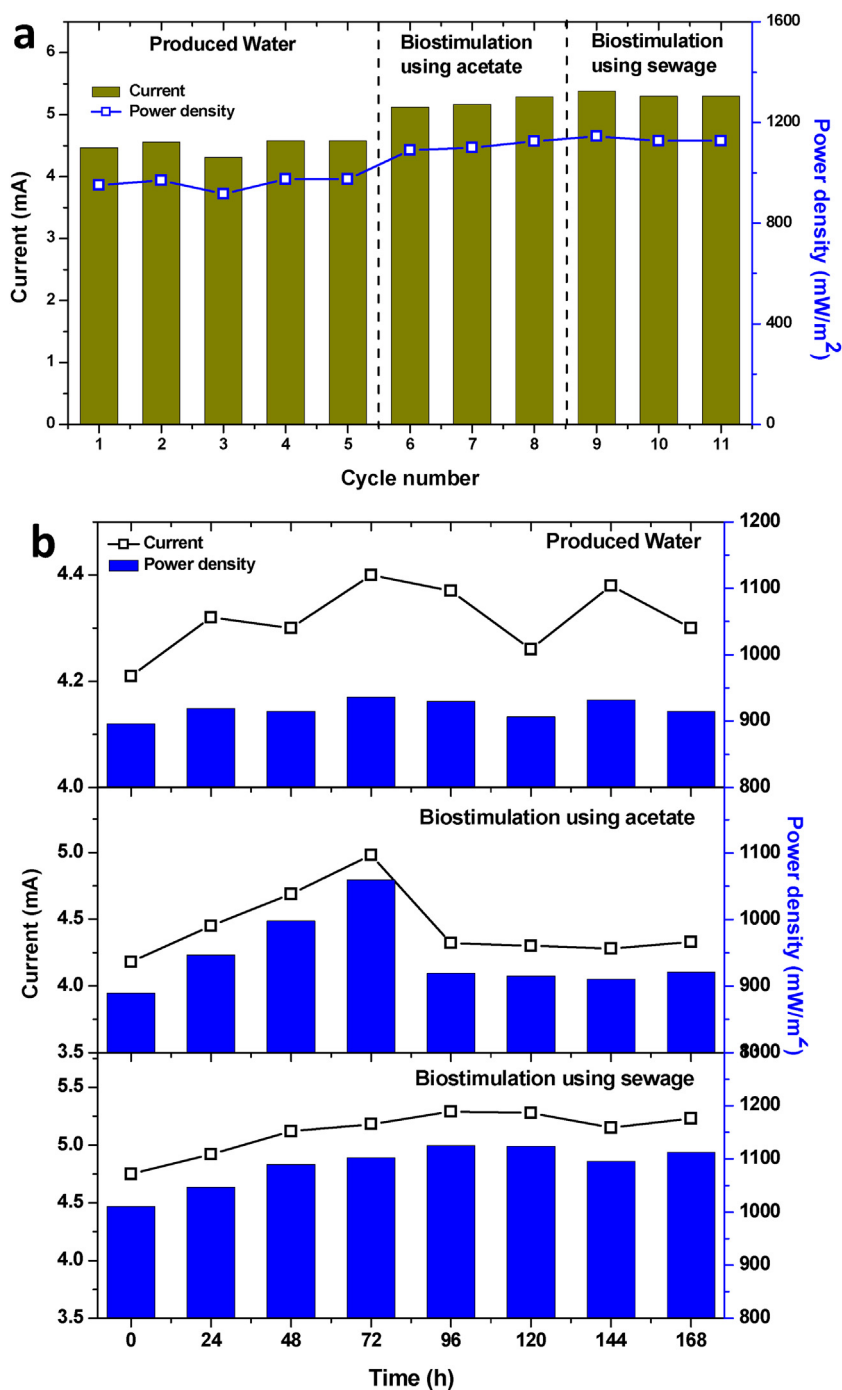 a
Produced Water
Biostimulation
using acetate
Biostimulation
using sewage
Current
Power density
6
5
4
3
2
1
0
Current (mA)
1600
1200
800
400
0
Power density (mW/m²)
1 2 3 4 5 6 7 8 9 10 11
Cycle number
b
Current
Power density
Produced Water
4.4
4.2
4.0
1200
1100
1000
900
800
Biostimulation using acetate
5.0
4.5
4.0
3.5
1100
1000
900
Current (mA)
Power density (mW/m²)
Biostimulation using sewage
5.5
5.0
4.5
4.0
3.5
1200
1100
1000
900
800
0 24 48 72 96 120 144 168
Time (h)